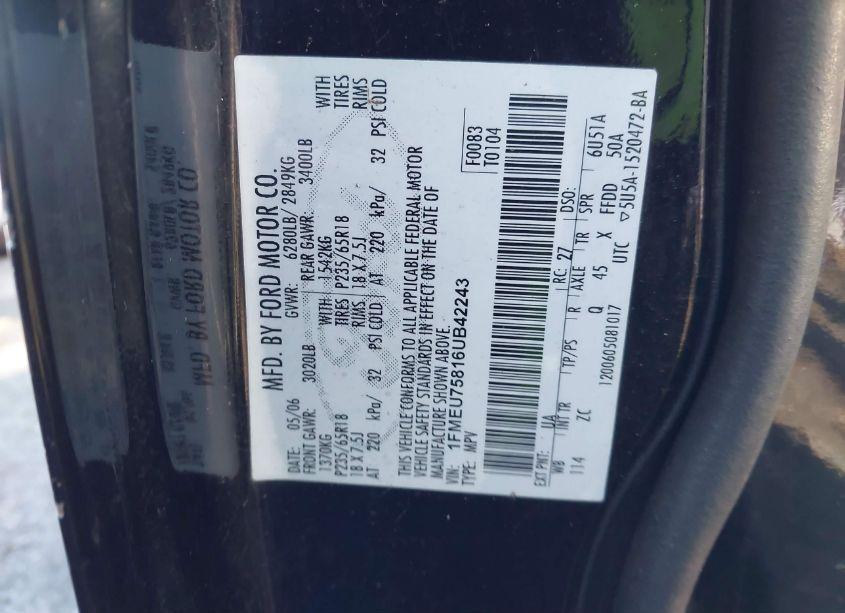 MFD. BY FORD MOTOR CO.
DATE: 05/06 GVWR: 6280LB/ 2849KG
FRONT GAWR: 3020LB REAR GAWR: 3400LB
1370KG WITH 1542KG WITH
P235/65R18 TIRES P235/65R18 TIRES
18 X 7.5J RIMS 18 X 7.5J RIMS
AT 220 kPa/ 32 PSI COLD AT 220 kPa/ 32 PSI COLD
THIS VEHICLE CONFORMS TO ALL APPLICABLE FEDERAL MOTOR
VEHICLE SAFETY STANDARDS IN EFFECT ON THE DATE OF
MANUFACTURE SHOWN ABOVE.
VIN: 1FMEU75816UB42243
TYPE: MPV
F0083
T0104
EXT PNT: UA RC: 27 DSO:
WB INT TR TP/PS R AXLE TR SPR 6U51A
114 ZC Q 45 X FFDD 50A
1200605081017 UTC ▽5U5A-1520472-BA